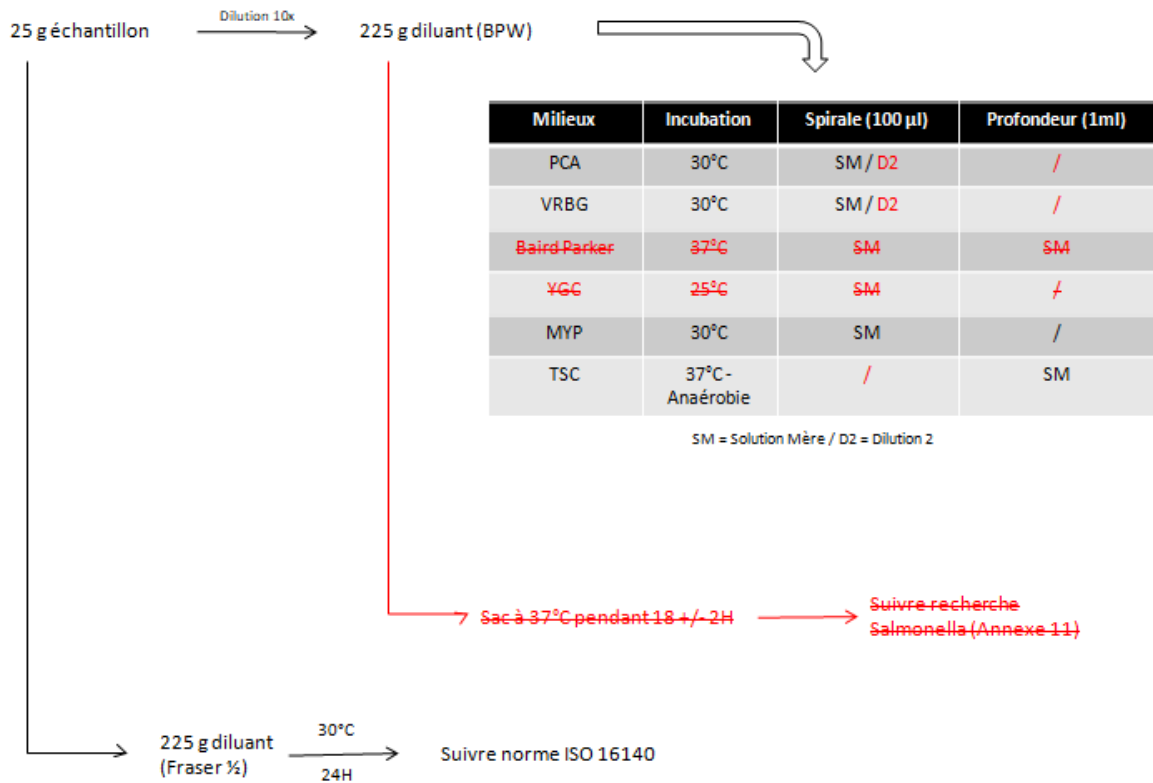 Dilution 10x
25 g échantillon
225 g diluant (BPW)
Milieux Incubation Spirale (100 µl) Profondeur (1ml)
PCA 30°C SM / D2 /
VRBG 30°C SM / D2 /
Baird Parker 37°C SM SM
YGC 25°C SM /
MYP 30°C SM /
TSC 37°C - Anaérobie / SM
SM = Solution Mère / D2 = Dilution 2
Sac à 37°C pendant 18 +/- 2H
Suivre recherche
Salmonella (Annexe 11)
225 g diluant
(Fraser ½)
30°C
24H
Suivre norme ISO 16140